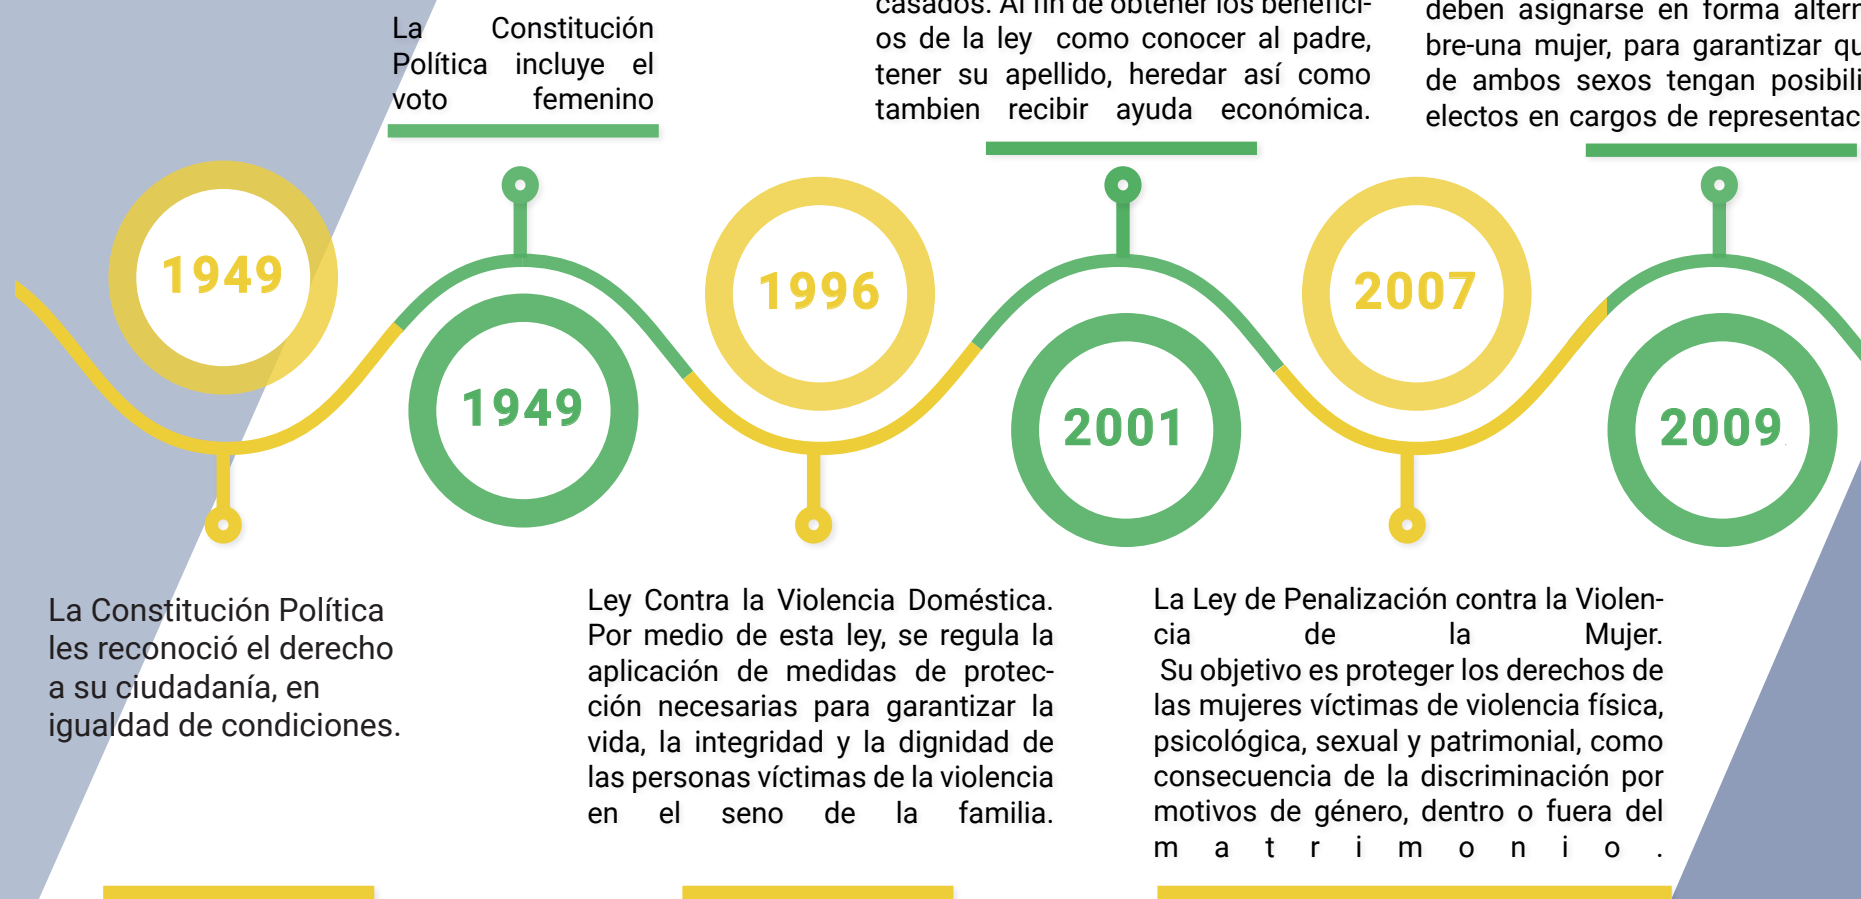 La Constitución
Política incluye el
voto femenino
casados. Al fin de obtener los benefici-
os de la ley como conocer al padre,
tener su apellido, heredar así como
tambien recibir ayuda económica.
deben asignarse en forma altern
bre-una mujer, para garantizar qu
de ambos sexos tengan posibili
electos en cargos de representac
1949
1949
1996
2001
2007
2009
La Constitución Política
les reconoció el derecho
a su ciudadanía, en
igualdad de condiciones.
Ley Contra la Violencia Doméstica.
Por medio de esta ley, se regula la
aplicación de medidas de protec-
ción necesarias para garantizar la
vida, la integridad y la dignidad de
las personas víctimas de la violencia
en el seno de la familia.
La Ley de Penalización contra la Violen-
cia de la Mujer.
Su objetivo es proteger los derechos de
las mujeres víctimas de violencia física,
psicológica, sexual y patrimonial, como
consecuencia de la discriminación por
motivos de género, dentro o fuera del
m a t r i m o n i o .